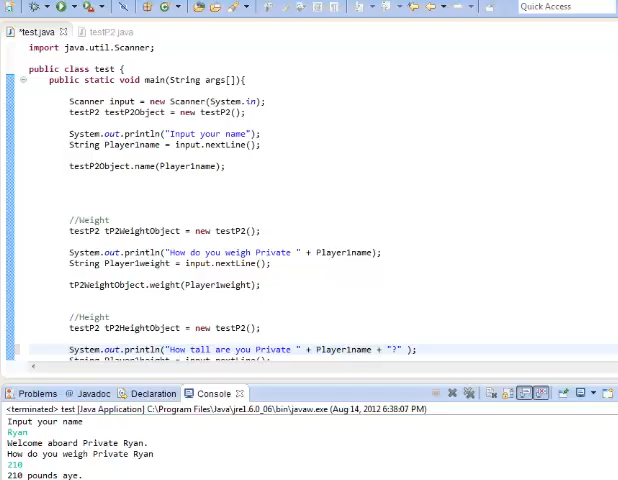 Quick Access
*test.java testP2.java
import java.util.Scanner;
public class test {
public static void main(String args[]){
Scanner input = new Scanner(System.in);
testP2 testP2Object = new testP2();
System.out.println("Input your name");
String Player1name = input.nextLine();
testP2Object.name(Player1name);
//Weight
testP2 tP2WeightObject = new testP2();
System.out.println("How do you weigh Private " + Player1name);
String Player1weight = input.nextLine();
tP2WeightObject.weight(Player1weight);
//Height
testP2 tP2HeightObject = new testP2();
System.out.println("How tall are you Private " + Player1name + "?" );
String Player1height = input.nextLine();
Problems @ Javadoc Declaration Console
<terminated> test [Java Application] C:\Program Files\Java\jre1.6.0_06\bin\javaw.exe (Aug 14, 2012 6:38:07 PM)
Input your name
Ryan
Welcome aboard Private Ryan.
How do you weigh Private Ryan
210
210 pounds aye.